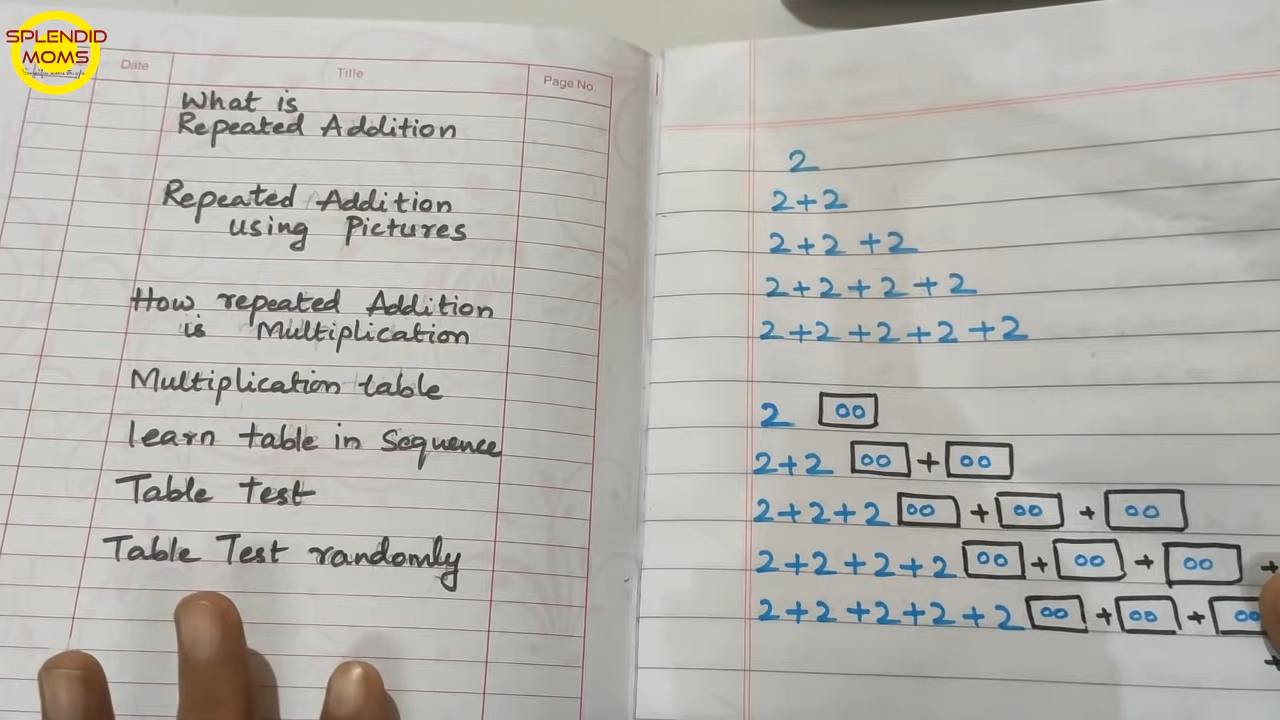 SPLENDID
MOMS
Date
Title
Page No.
What is
Repeated Addition
Repeated Addition
using Pictures
How repeated Addition
is Multiplication
Multiplication table
learn table in Sequence
Table test
Table Test randomly
2
2+2
2+2+2
2+2+2+2
2+2+2+2+2
2 oo
2+2 oo + oo
2+2+2 oo + oo + oo
2+2+2+2 oo + oo + oo +
2+2+2+2+2 oo + oo + oo
+